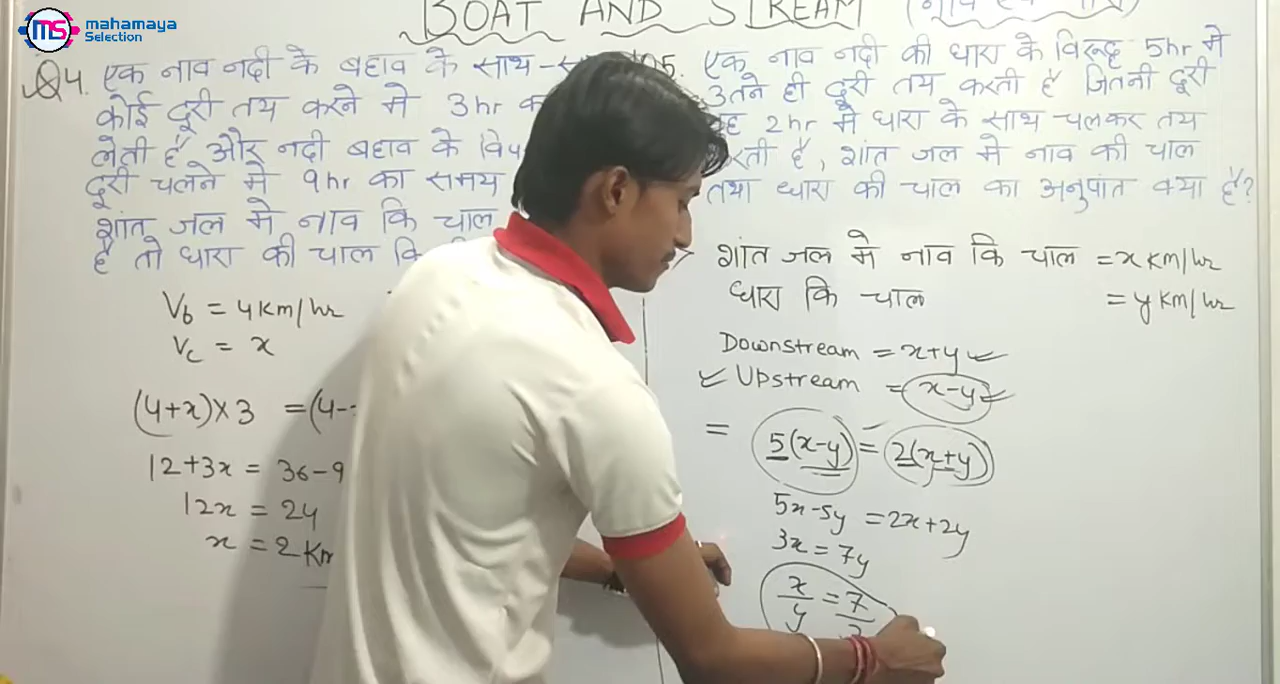 MS mahamaya
Selection
BOAT AND STREAM
Q4. एक नाव नदी के बहाव के साथ-
कोई दूरी तय करने मे 3hr
लेती है और नदी बहाव के
दूरी चलने मे 9hr का समय
शांत जल मे नाव कि चाल
है तो धारा की चाल
Vb = 4Km/hr
Vc = x
(4+x)×3 =(4-
12+3x = 36-9
12x = 24
x = 2Km
05. एक नाव नदी की धारा के विरूद्ध 5hr मे
उतने ही दूरी तय करती है जितनी दूरी
2hr मे धारा के साथ चलकर तय
है, शांत जल मे नाव की चाल
तथा धारा की चाल का अनुपात क्या है?
शांत जल मे नाव कि चाल =x Km/hr
धारा कि चाल =y Km/hr
Downstream = x+y
Upstream = x-y
= 5(x-y) = 2(x+y)
5x-5y =2x+2y
3x = 7y
x/y = 7